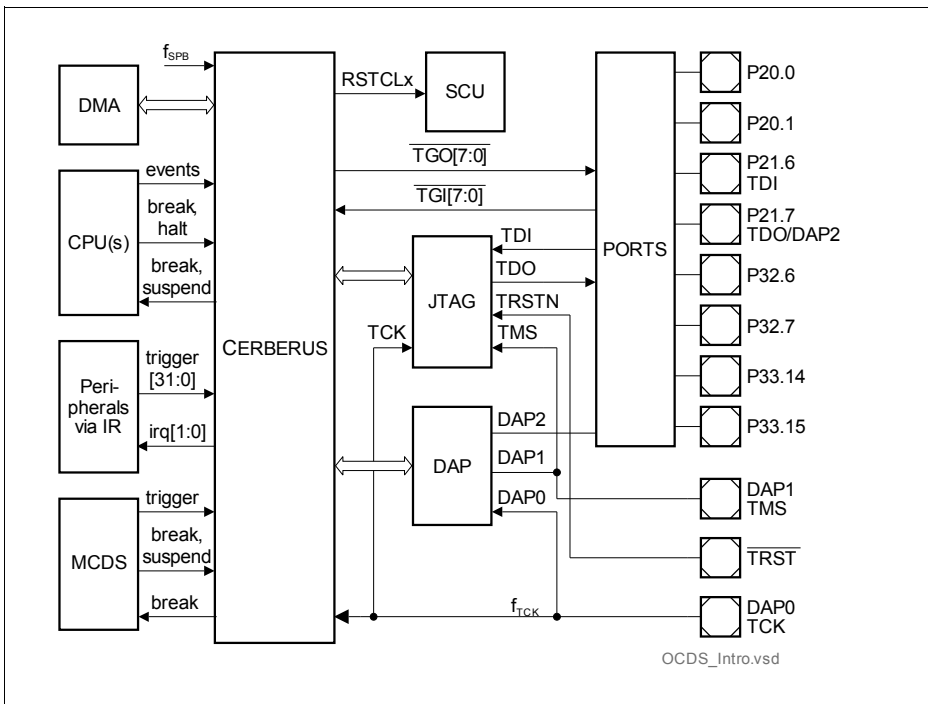 f_SPB
DMA
RSTCLx
SCU
P20.0
P20.1
TGO[7:0]
TGI[7:0]
P21.6
TDI
P21.7
TDO/DAP2
events
break,
halt
CPU(s)
break,
suspend
TDI
TDO
PORTS
JTAG
TRSTN
TCK
TMS
P32.6
P32.7
CERBERUS
trigger
[31:0]
Peri-
pherals
via IR
irq[1:0]
P33.14
P33.15
DAP2
DAP
DAP1
DAP0
DAP1
TMS
trigger
break,
suspend
MCDS
break
TRST
f_TCK
DAP0
TCK
OCDS_Intro.vsd